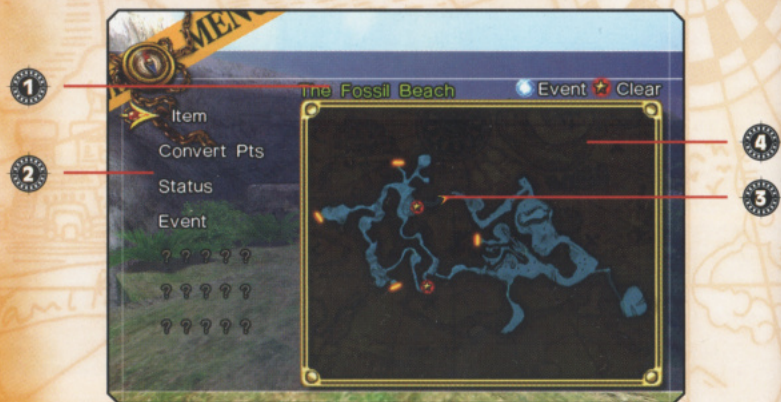 MENU
1
The Fossil Beach
Event Clear
Item
Convert Pts
2
Status
Event
? ? ? ? ?
? ? ? ? ?
? ? ? ? ?
4
3